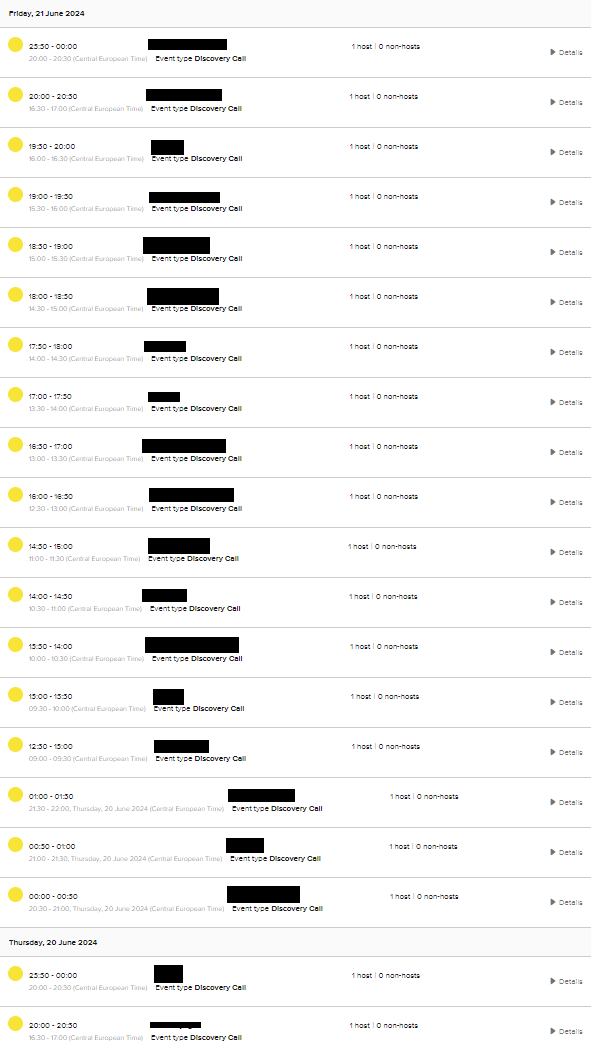 Friday, 21 June 2024
23:30 - 00:00 1 host | 0 non-hosts
Details
20:00 - 20:30 (Central European Time) Event type Discovery Call
20:00 - 20:30 1 host | 0 non-hosts
Details
16:30 - 17:00 (Central European Time) Event type Discovery Call
19:30 - 20:00 1 host | 0 non-hosts
Details
16:00 - 16:30 (Central European Time) Event type Discovery Call
19:00 - 19:30 1 host | 0 non-hosts
Details
15:30 - 16:00 (Central European Time) Event type Discovery Call
18:30 - 19:00 1 host | 0 non-hosts
Details
15:00 - 15:30 (Central European Time) Event type Discovery Call
18:00 - 18:30 1 host | 0 non-hosts
Details
14:30 - 15:00 (Central European Time) Event type Discovery Call
17:30 - 18:00 1 host | 0 non-hosts
Details
14:00 - 14:30 (Central European Time) Event type Discovery Call
17:00 - 17:30 1 host | 0 non-hosts
Details
13:30 - 14:00 (Central European Time) Event type Discovery Call
16:30 - 17:00 1 host | 0 non-hosts
Details
13:00 - 13:30 (Central European Time) Event type Discovery Call
16:00 - 16:30 1 host | 0 non-hosts
Details
12:30 - 13:00 (Central European Time) Event type Discovery Call
14:30 - 15:00 1 host | 0 non-hosts
Details
11:00 - 11:30 (Central European Time) Event type Discovery Call
14:00 - 14:30 1 host | 0 non-hosts
Details
10:30 - 11:00 (Central European Time) Event type Discovery Call
13:30 - 14:00 1 host | 0 non-hosts
Details
10:00 - 10:30 (Central European Time) Event type Discovery Call
13:00 - 13:30 1 host | 0 non-hosts
Details
09:30 - 10:00 (Central European Time) Event type Discovery Call
12:30 - 13:00 1 host | 0 non-hosts
Details
09:00 - 09:30 (Central European Time) Event type Discovery Call
01:00 - 01:30 1 host | 0 non-hosts
Details
21:30 - 22:00, Thursday, 20 June 2024 (Central European Time) Event type Discovery Call
00:30 - 01:00 1 host | 0 non-hosts
Details
21:00 - 21:30, Thursday, 20 June 2024 (Central European Time) Event type Discovery Call
00:00 - 00:30 1 host | 0 non-hosts
Details
20:30 - 21:00, Thursday, 20 June 2024 (Central European Time) Event type Discovery Call
Thursday, 20 June 2024
23:30 - 00:00 1 host | 0 non-hosts
Details
20:00 - 20:30 (Central European Time) Event type Discovery Call
20:00 - 20:30 1 host | 0 non-hosts
Details
16:30 - 17:00 (Central European Time) Event type Discovery Call